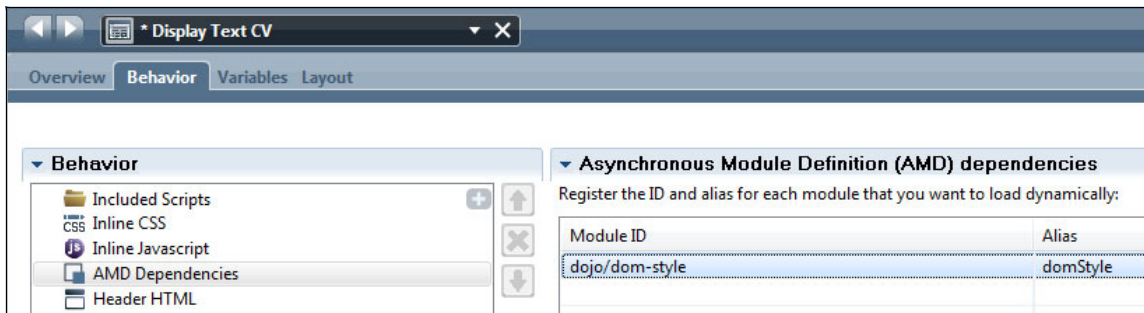 * Display Text CV
Overview Behavior Variables Layout
Behavior
Included Scripts
CSS Inline CSS
JS Inline Javascript
AMD Dependencies
Header HTML
Asynchronous Module Definition (AMD) dependencies
Register the ID and alias for each module that you want to load dynamically:
Module ID Alias
dojo/dom-style domStyle